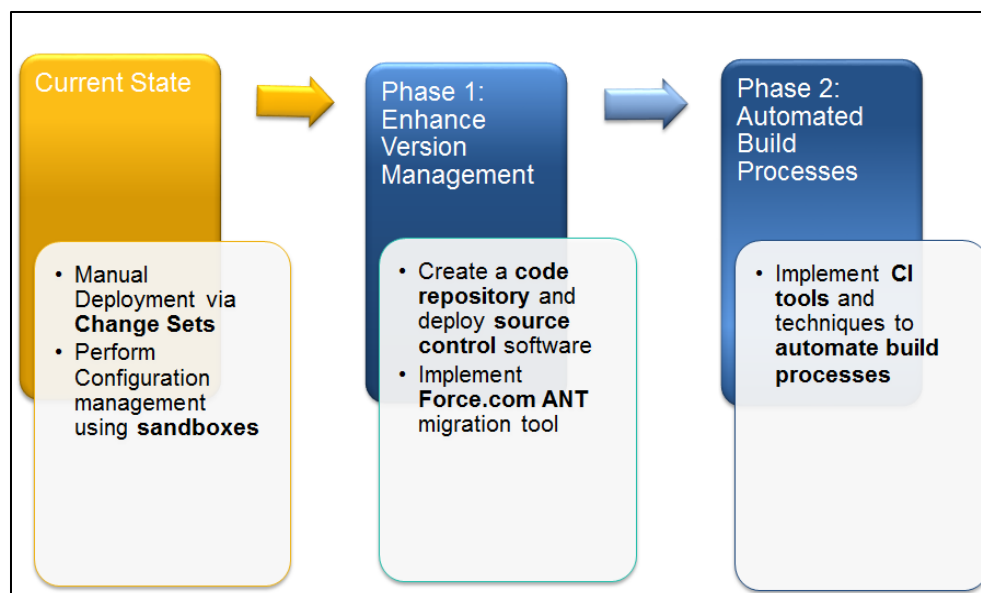 Current State
• Manual
Deployment via
Change Sets
• Perform
Configuration
management
using sandboxes
Phase 1:
Enhance
Version
Management
• Create a code
repository and
deploy source
control software
• Implement
Force.com ANT
migration tool
Phase 2:
Automated
Build
Processes
• Implement CI
tools and
techniques to
automate build
processes